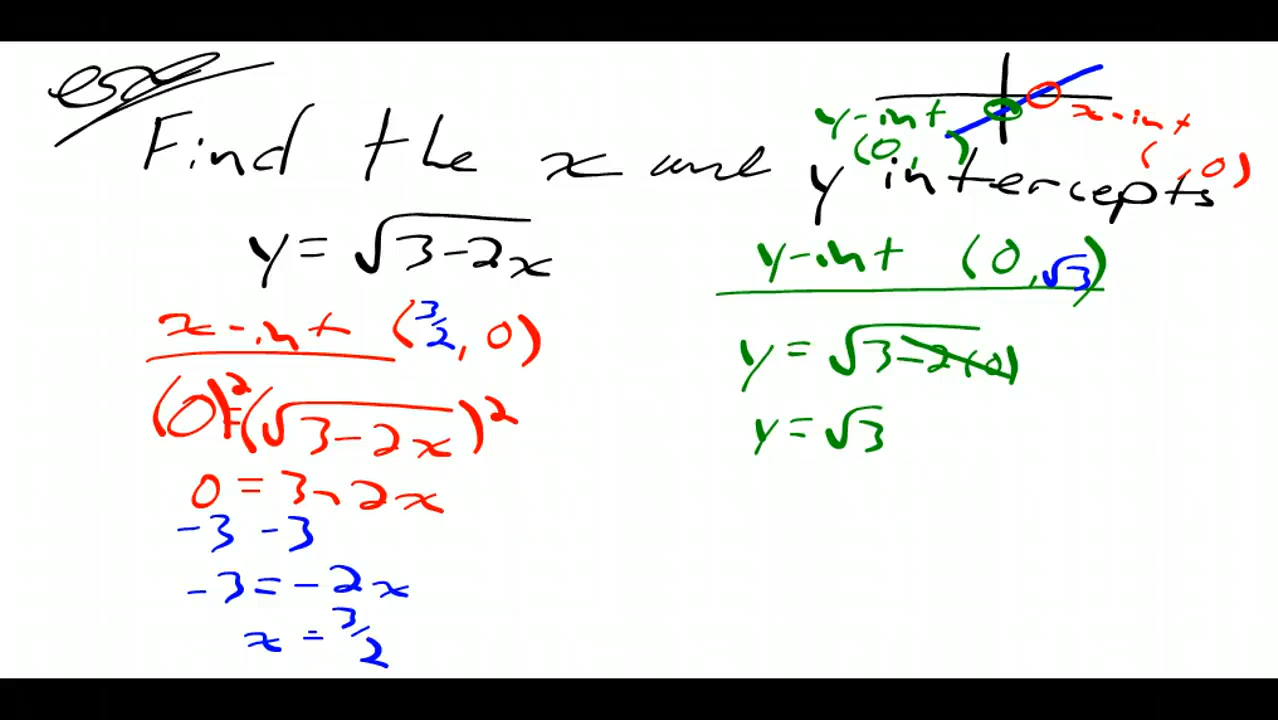 ex
Find the x and y intercepts
y-int
(0, )
x-int
( , 0)
y = √3-2x
x-int (3/2, 0)
(0)² = (√3-2x)²
0 = 3-2x
-3 -3
-3 = -2x
x = 3/2
y-int (0, √3)
y = √3-2(0)
y = √3